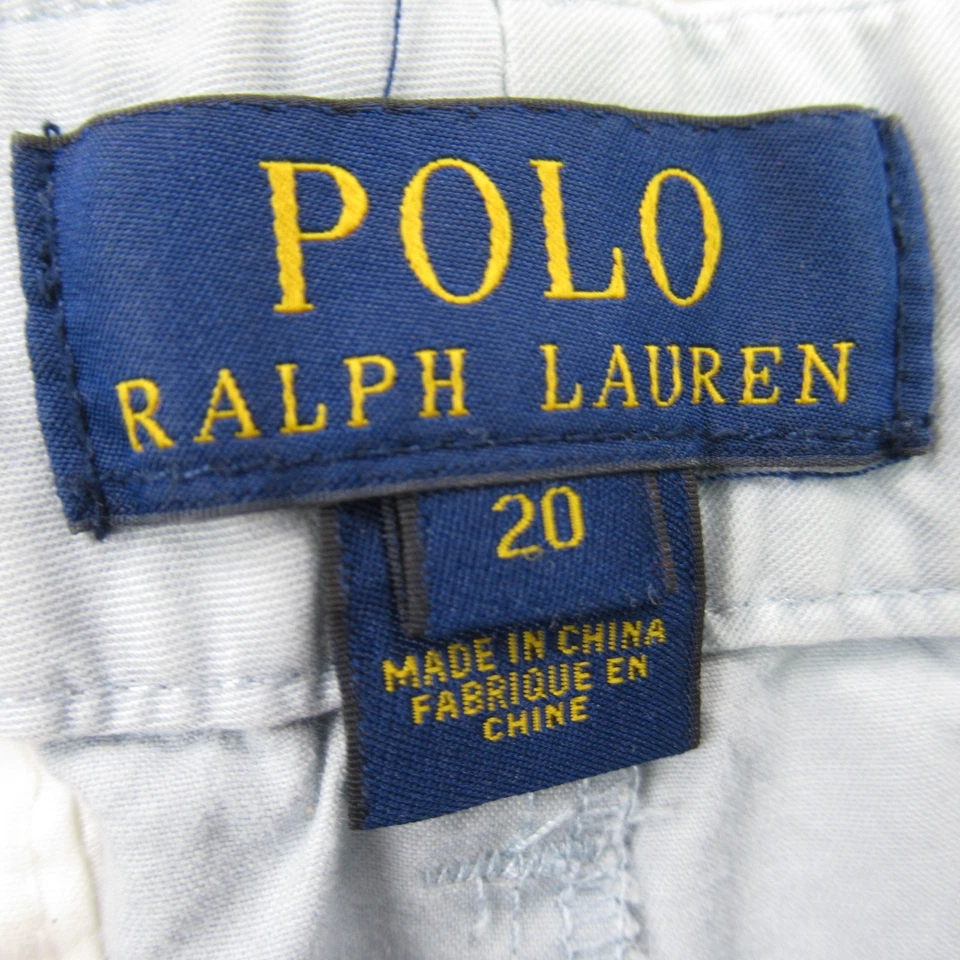 POLO
RALPH LAUREN
20
MADE IN CHINA
FABRIQUE EN
CHINE